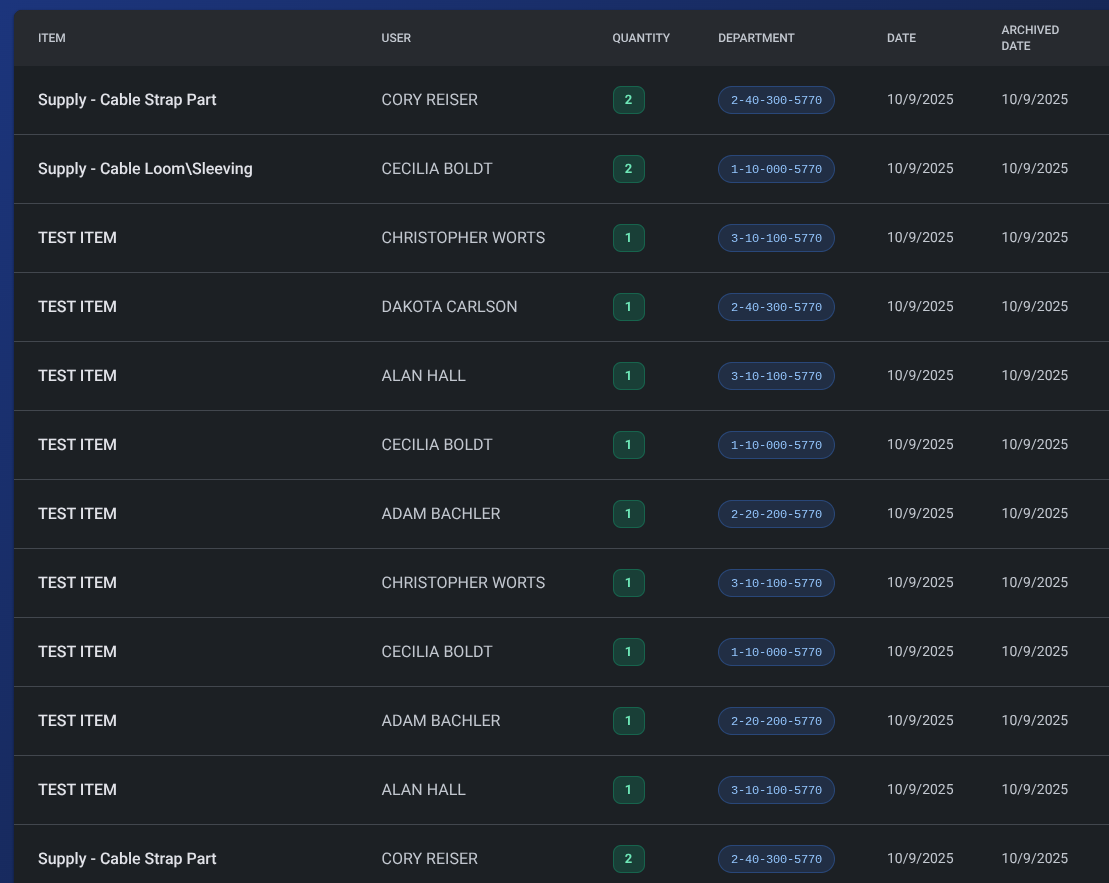 ITEM USER QUANTITY DEPARTMENT DATE ARCHIVED DATE
Supply - Cable Strap Part CORY REISER 2 2-40-300-5770 10/9/2025 10/9/2025
Supply - Cable Loom\Sleeving CECILIA BOLDT 2 1-10-000-5770 10/9/2025 10/9/2025
TEST ITEM CHRISTOPHER WORTS 1 3-10-100-5770 10/9/2025 10/9/2025
TEST ITEM DAKOTA CARLSON 1 2-40-300-5770 10/9/2025 10/9/2025
TEST ITEM ALAN HALL 1 3-10-100-5770 10/9/2025 10/9/2025
TEST ITEM CECILIA BOLDT 1 1-10-000-5770 10/9/2025 10/9/2025
TEST ITEM ADAM BACHLER 1 2-20-200-5770 10/9/2025 10/9/2025
TEST ITEM CHRISTOPHER WORTS 1 3-10-100-5770 10/9/2025 10/9/2025
TEST ITEM CECILIA BOLDT 1 1-10-000-5770 10/9/2025 10/9/2025
TEST ITEM ADAM BACHLER 1 2-20-200-5770 10/9/2025 10/9/2025
TEST ITEM ALAN HALL 1 3-10-100-5770 10/9/2025 10/9/2025
Supply - Cable Strap Part CORY REISER 2 2-40-300-5770 10/9/2025 10/9/2025